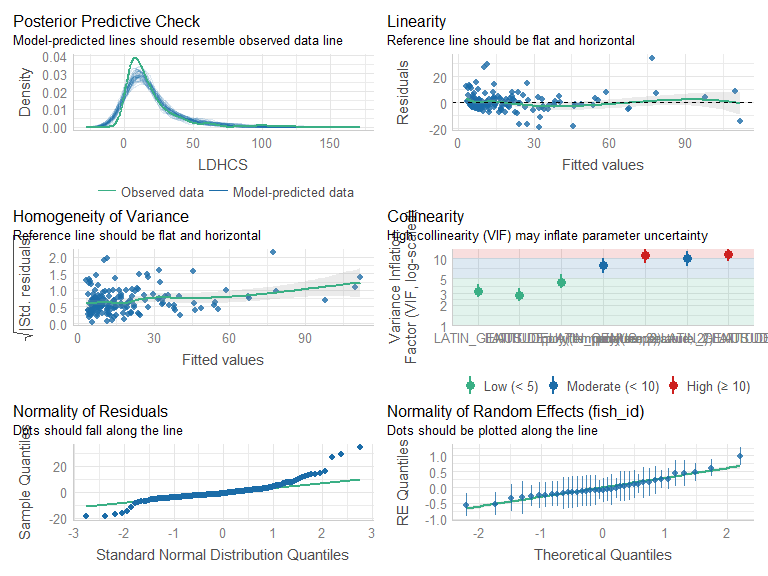 Posterior Predictive Check
Model-predicted lines should resemble observed data line
Density
0.04
0.03
0.02
0.01
0.00
0
50
100
150
LDHCS
Observed data
Model-predicted data
Linearity
Reference line should be flat and horizontal
Residuals
20
0
-20
0
30
60
90
Fitted values
Homogeneity of Variance
Reference line should be flat and horizontal
√|Std. residuals|
2.0
1.5
1.0
0.5
0.0
0
30
60
90
Fitted values
Collinearity
High collinearity (VIF) may inflate parameter uncertainty
Variance Inflation
Factor (VIF, log-scaled)
10
5
3
2
1
Low (< 5)
Moderate (< 10)
High (≥ 10)
Normality of Residuals
Dots should fall along the line
Sample Quantiles
20
0
-20
-3
-2
-1
0
1
2
3
Standard Normal Distribution Quantiles
Normality of Random Effects (fish_id)
Dots should be plotted along the line
RE Quantiles
1.0
0.5
0.0
-0.5
-1.0
-2
-1
0
1
2
Theoretical Quantiles